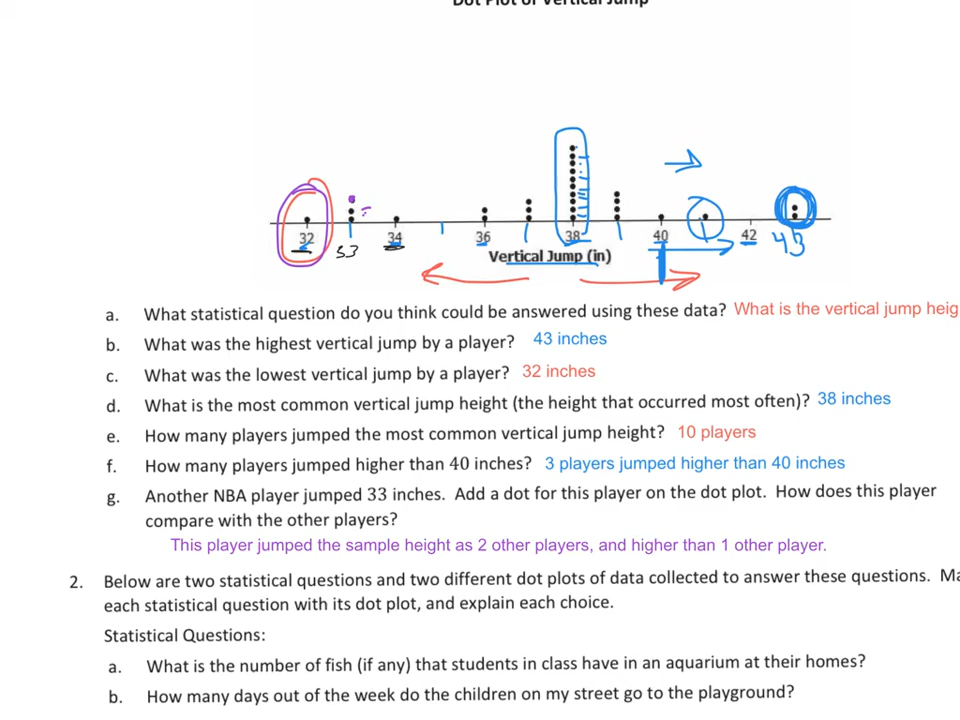 Dot Plot of Vertical Jump
32 34 36 38 40 42
33 43
Vertical Jump (in)
a. What statistical question do you think could be answered using these data? What is the vertical jump heig
b. What was the highest vertical jump by a player? 43 inches
c. What was the lowest vertical jump by a player? 32 inches
d. What is the most common vertical jump height (the height that occurred most often)? 38 inches
e. How many players jumped the most common vertical jump height? 10 players
f. How many players jumped higher than 40 inches? 3 players jumped higher than 40 inches
g. Another NBA player jumped 33 inches. Add a dot for this player on the dot plot. How does this player
compare with the other players?
This player jumped the sample height as 2 other players, and higher than 1 other player.
2. Below are two statistical questions and two different dot plots of data collected to answer these questions. Ma
each statistical question with its dot plot, and explain each choice.
Statistical Questions:
a. What is the number of fish (if any) that students in class have in an aquarium at their homes?
b. How many days out of the week do the children on my street go to the playground?